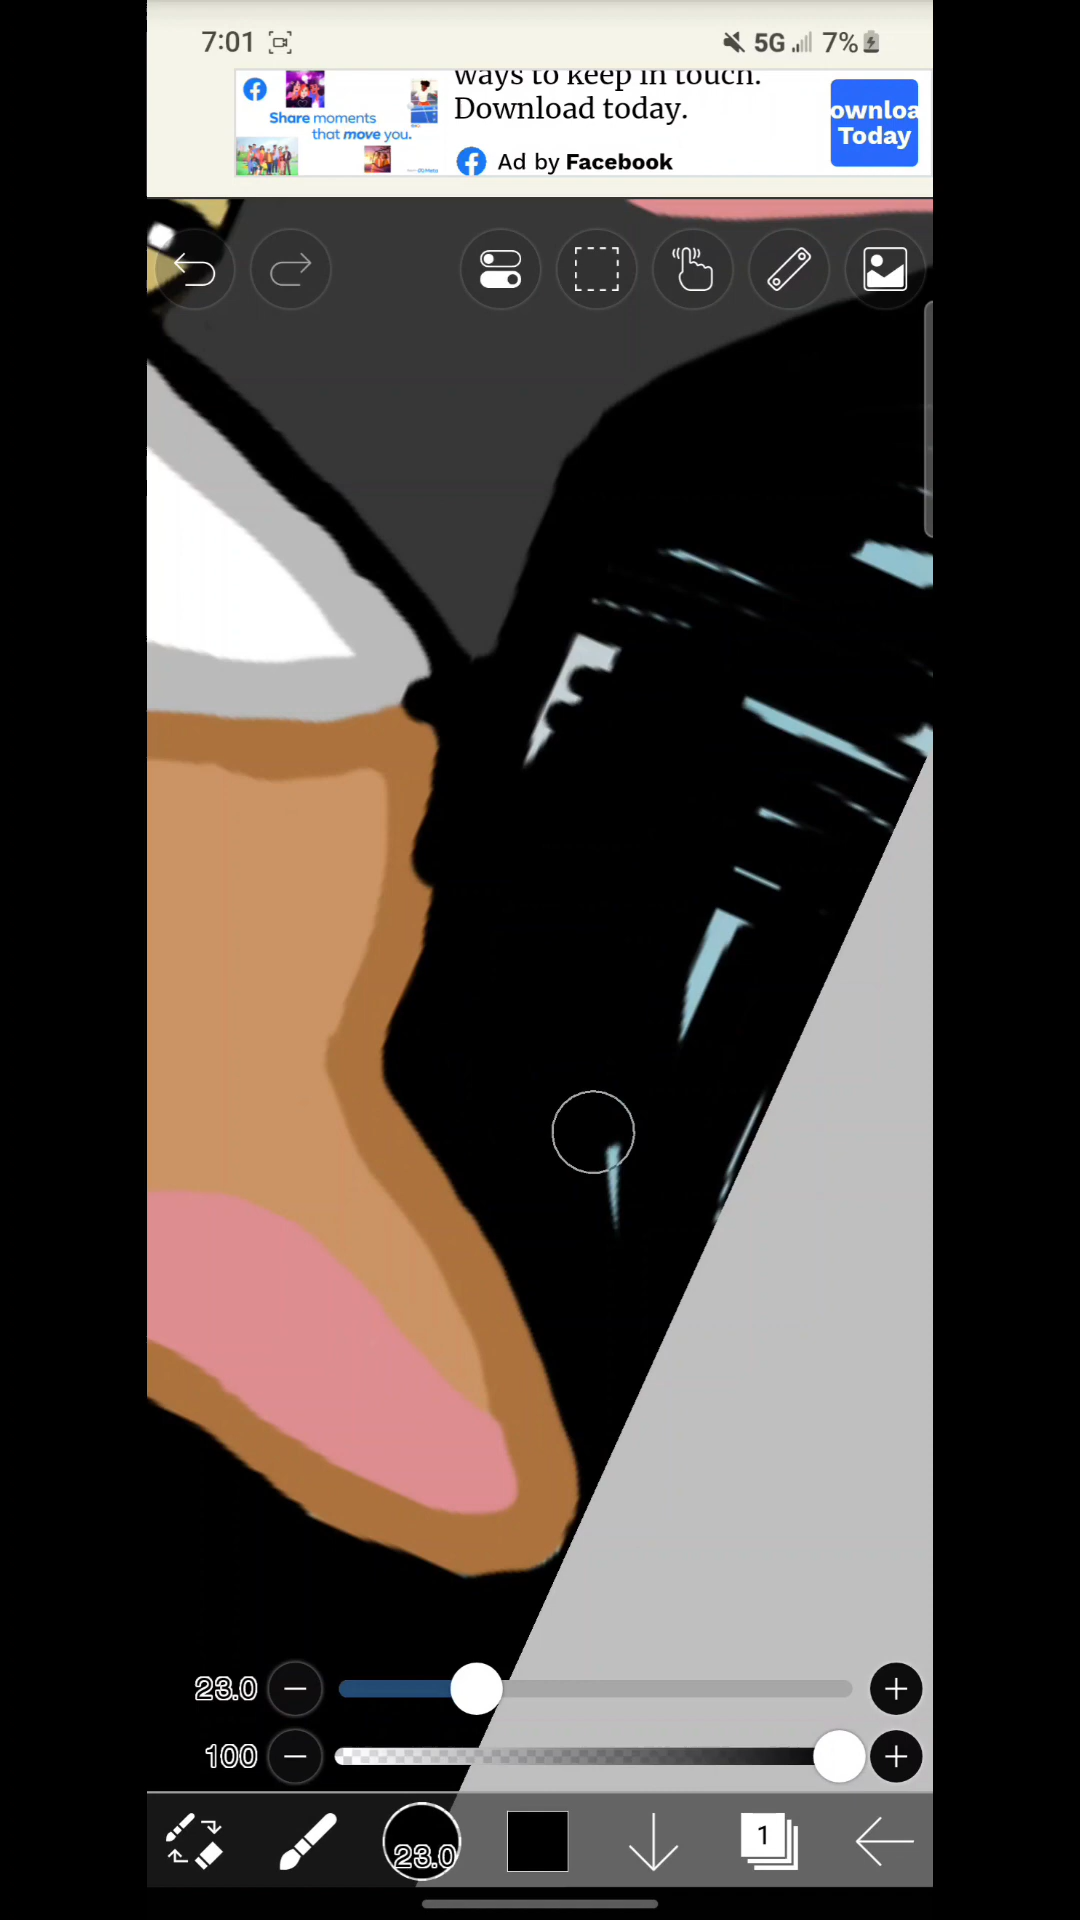 7:01 5G 7%
ways to keep in touch.
Download today.
Share moments
that move you.
Ad by Facebook
ownloa
Today
23.0
100
23.0
1